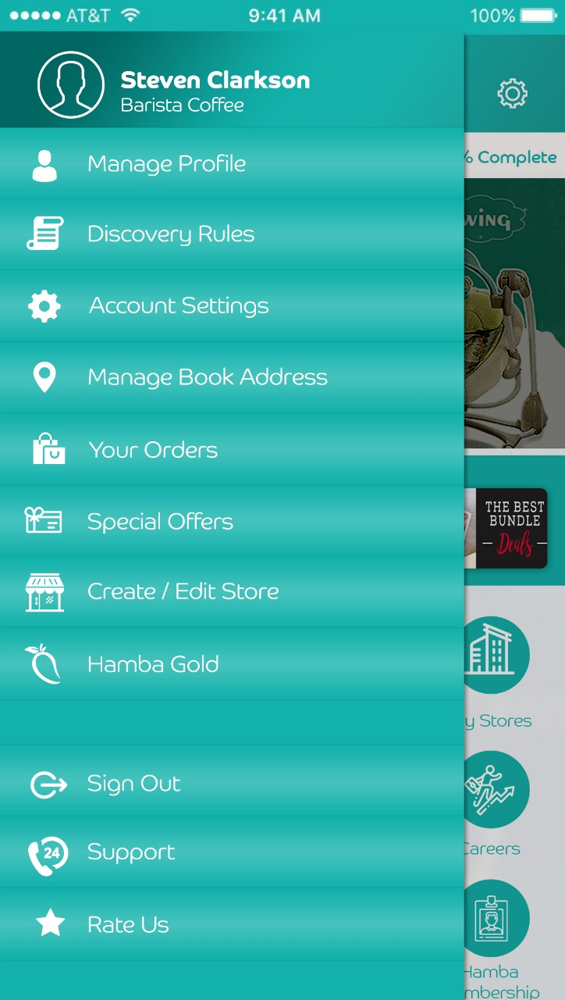 AT&T 9:41 AM 100%
Steven Clarkson
Barista Coffee
Manage Profile
Discovery Rules
Account Settings
Manage Book Address
Your Orders
Special Offers
Create / Edit Store
Hamba Gold
Sign Out
24
Support
Rate Us
% Complete
WING
THE BEST
BUNDLE
Deals
y Stores
Careers
Hamba
mbership